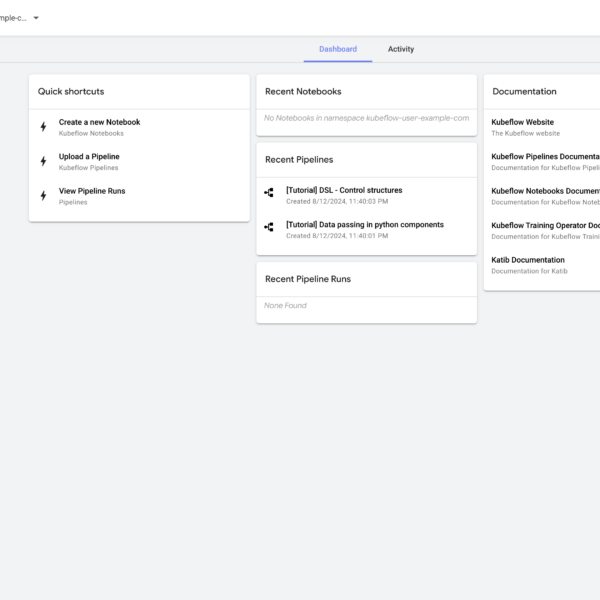 Dashboard
Activity
Quick shortcuts
Create a new Notebook
Kubeflow Notebooks
Upload a Pipeline
Kubeflow Pipelines
View Pipeline Runs
Pipelines
Recent Notebooks
No Notebooks in namespace kubeflow-user-example-com
Recent Pipelines
[Tutorial] DSL - Control structures
Created 8/12/2024, 11:40:03 PM
[Tutorial] Data passing in python components
Created 8/12/2024, 11:40:01 PM
Recent Pipeline Runs
None Found
Documentation
Kubeflow Website
The Kubeflow website
Kubeflow Pipelines Documenta
Documentation for Kubeflow Pipeli
Kubeflow Notebooks Document
Documentation for Kubeflow Noteb
Kubeflow Training Operator Doc
Documentation for Kubeflow Traini
Katib Documentation
Documentation for Katib